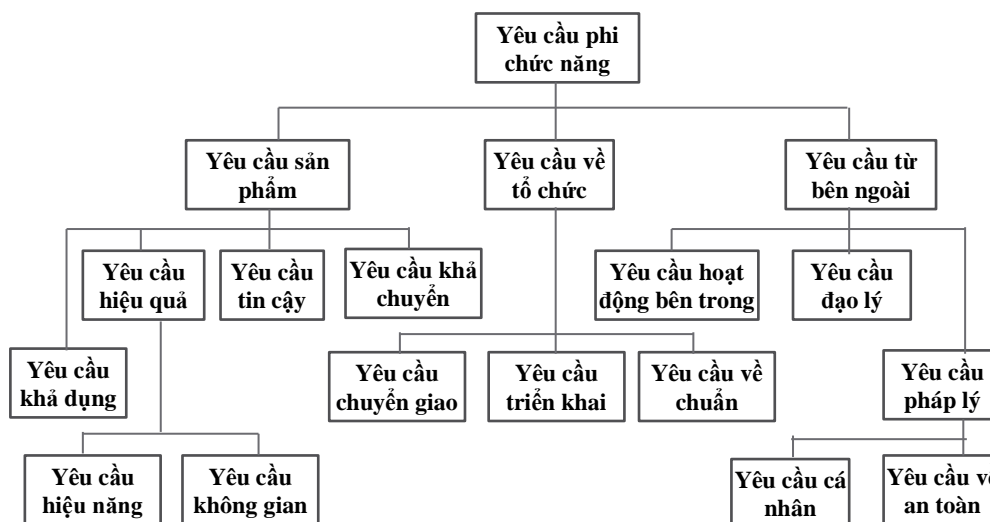 Yêu cầu phi
chức năng
Yêu cầu sản
phẩm
Yêu cầu về
tổ chức
Yêu cầu từ
bên ngoài
Yêu cầu
hiệu quả
Yêu cầu
tin cậy
Yêu cầu khả
chuyển
Yêu cầu hoạt
động bên trong
Yêu cầu
đạo lý
Yêu cầu
khả dụng
Yêu cầu
chuyển giao
Yêu cầu
triển khai
Yêu cầu về
chuẩn
Yêu cầu
pháp lý
Yêu cầu
hiệu năng
Yêu cầu
không gian
Yêu cầu cá
nhân
Yêu cầu về
an toàn